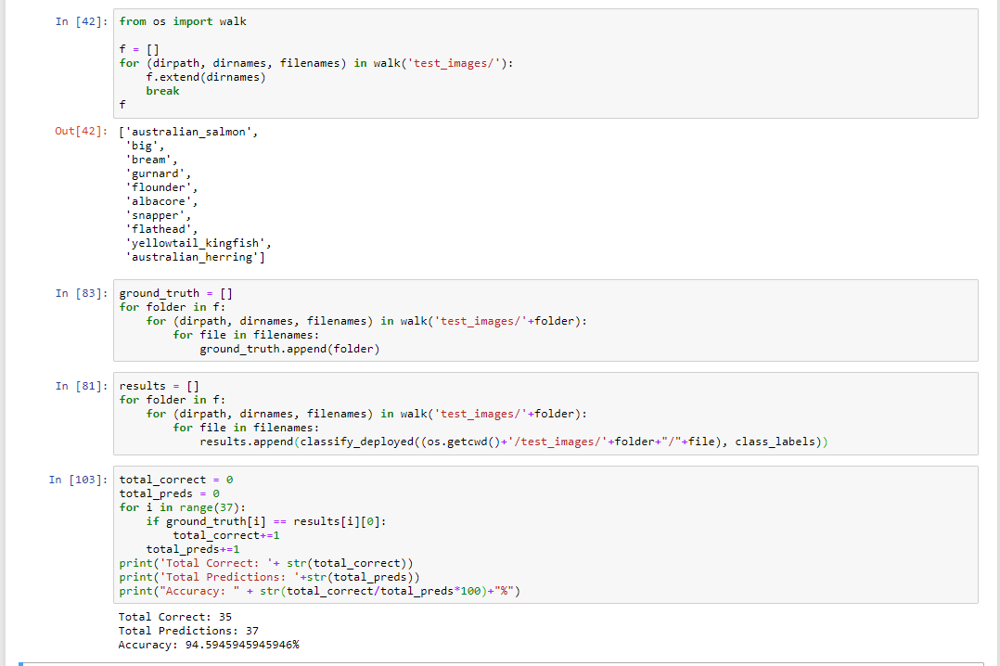 In [42]: from os import walk
f = []
for (dirpath, dirnames, filenames) in walk('test_images/'):
    f.extend(dirnames)
    break
f
Out[42]: ['australian_salmon',
 'big',
 'bream',
 'gurnard',
 'flounder',
 'albacore',
 'snapper',
 'flathead',
 'yellowtail_kingfish',
 'australian_herring']
In [83]: ground_truth = []
for folder in f:
    for (dirpath, dirnames, filenames) in walk('test_images/'+folder):
        for file in filenames:
            ground_truth.append(folder)
In [81]: results = []
for folder in f:
    for (dirpath, dirnames, filenames) in walk('test_images/'+folder):
        for file in filenames:
            results.append(classify_deployed((os.getcwd()+'/test_images/'+folder+"/"+file), class_labels))
In [103]: total_correct = 0
total_preds = 0
for i in range(37):
    if ground_truth[i] == results[i][0]:
        total_correct+=1
    total_preds+=1
print('Total Correct: '+ str(total_correct))
print('Total Predictions: '+str(total_preds))
print("Accuracy: " + str(total_correct/total_preds*100)+"%")
Total Correct: 35
Total Predictions: 37
Accuracy: 94.5945945945946%